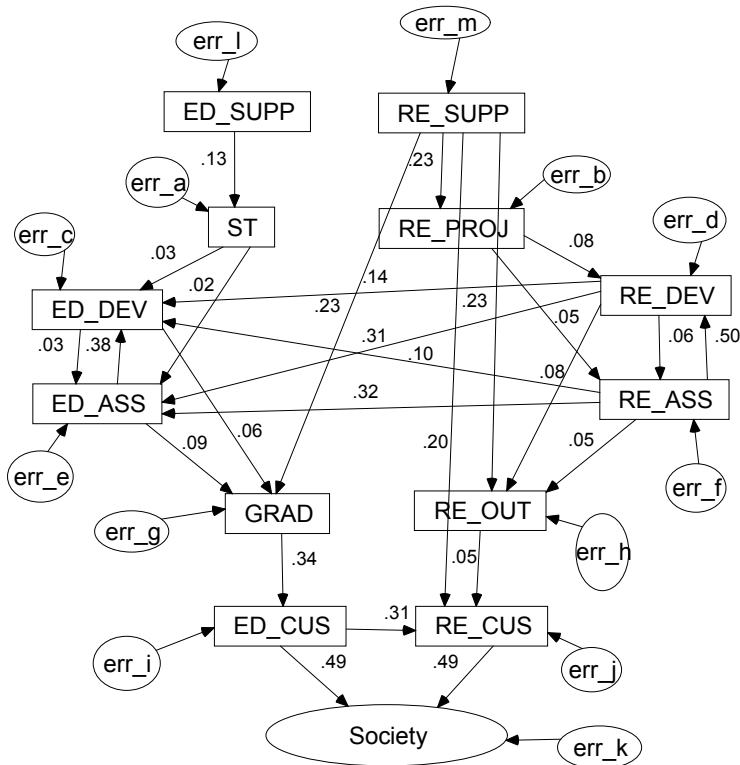 err_l
err_m
ED_SUPP
RE_SUPP
.13
.23
err_a
err_b
ST
RE_PROJ
err_c
err_d
.03
.08
.02
.14
ED_DEV
RE_DEV
.23
.23
.05
.03
.38
.31
.06
.50
.10
.08
ED_ASS
.32
RE_ASS
.09
.06
.20
.05
err_e
err_f
GRAD
RE_OUT
err_g
err_h
.34
.05
ED_CUS
.31
RE_CUS
err_i
.49
.49
err_j
Society
err_k